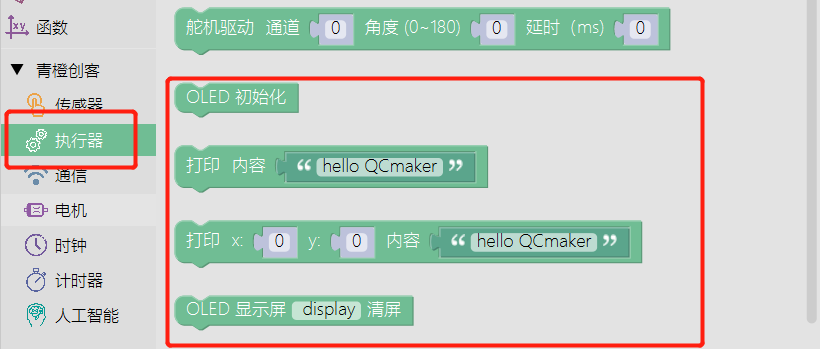 函数
青橙创客
传感器
执行器
通信
电机
时钟
计时器
人工智能
舵机驱动 通道 0 角度 (0~180) 0 延时（ms) 0
OLED 初始化
打印 内容 “ hello QCmaker ”
打印 x: 0 y: 0 内容 “ hello QCmaker ”
OLED 显示屏 display 清屏